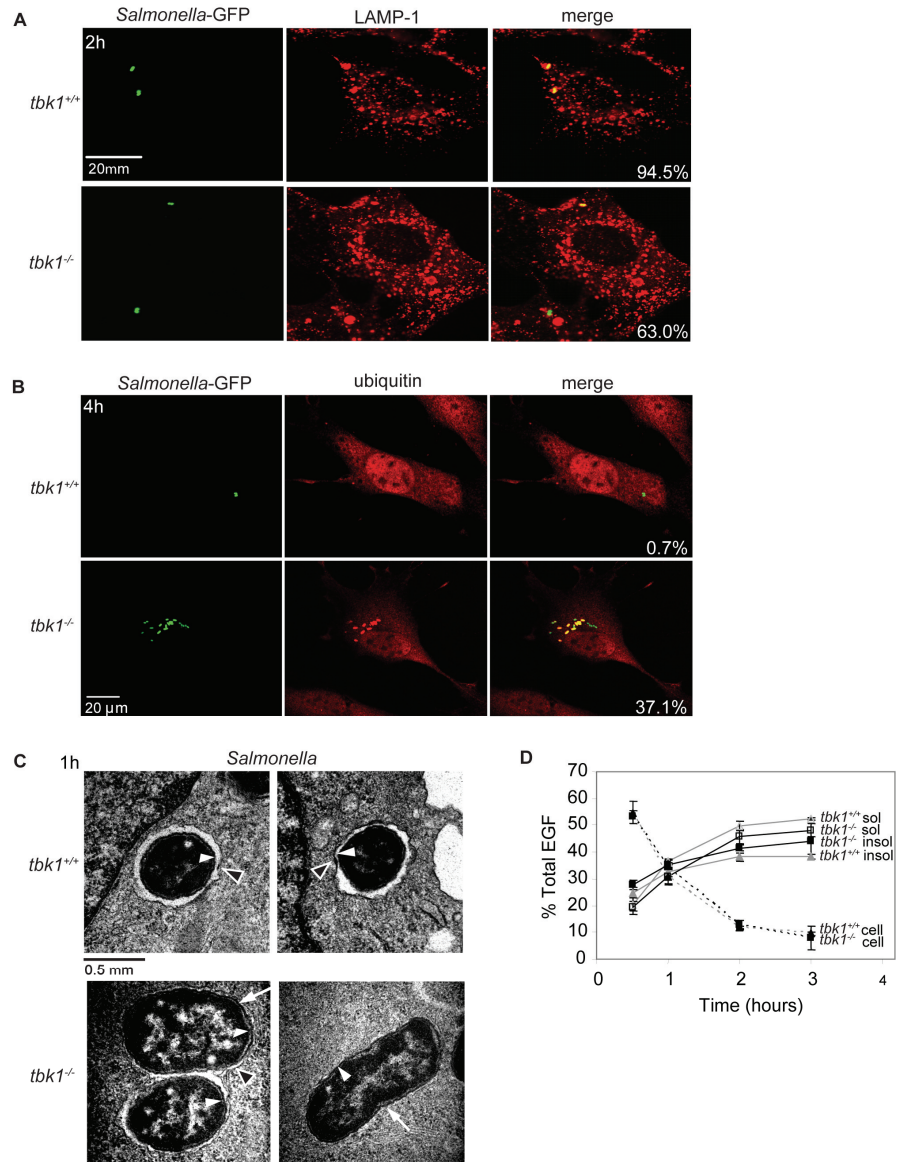 A
Salmonella-GFP LAMP-1 merge
2h
tbk1+/+
20mm
94.5%
tbk1-/-
63.0%
B
Salmonella-GFP ubiquitin merge
4h
tbk1+/+
0.7%
tbk1-/-
20 µm
37.1%
C
1h Salmonella
tbk1+/+
0.5 mm
tbk1-/-
D
% Total EGF
70
60
50
40
30
20
10
0
tbk1+/+ sol
tbk1-/- sol
tbk1-/- insol
tbk1+/+ insol
tbk1+/+ cell
tbk1-/- cell
0 1 2 3 4
Time (hours)